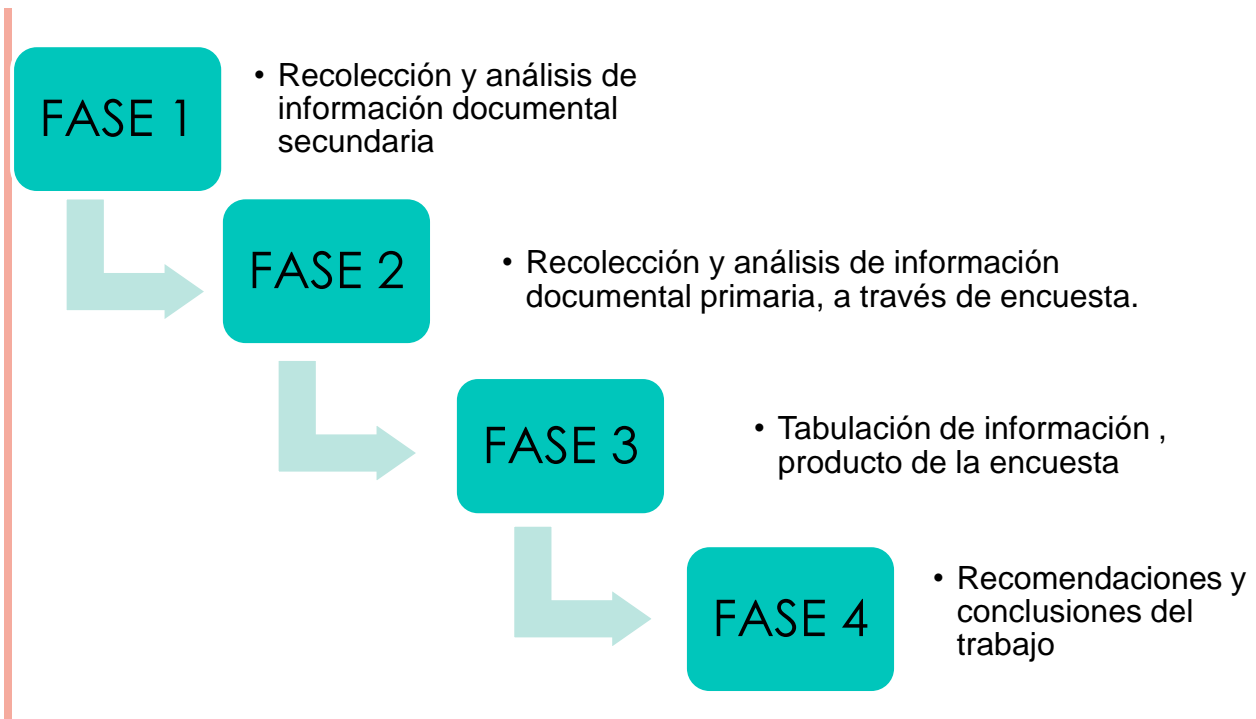 FASE 1
• Recolección y análisis de
información documental
secundaria
FASE 2
• Recolección y análisis de información
documental primaria, a través de encuesta.
FASE 3
• Tabulación de información ,
producto de la encuesta
FASE 4
• Recomendaciones y
conclusiones del
trabajo